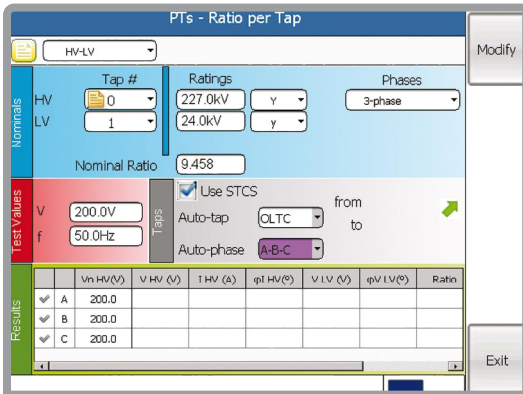 PTs - Ratio per Tap
HV-LV
Modify
Nominals
Tap #
Ratings
Phases
HV
0
227.0kV
Y
3-phase
LV
1
24.0kV
y
Nominal Ratio
9.458
Test Values
V
200.0V
f
50.0Hz
Taps
Use STCS
Auto-tap
OLTC
from
to
Auto-phase
A-B-C
Results
Vn HV(V) V HV (V) I HV (A) φI HV(º) V LV (V) φV LV(º) Ratio
A 200.0
B 200.0
C 200.0
Exit